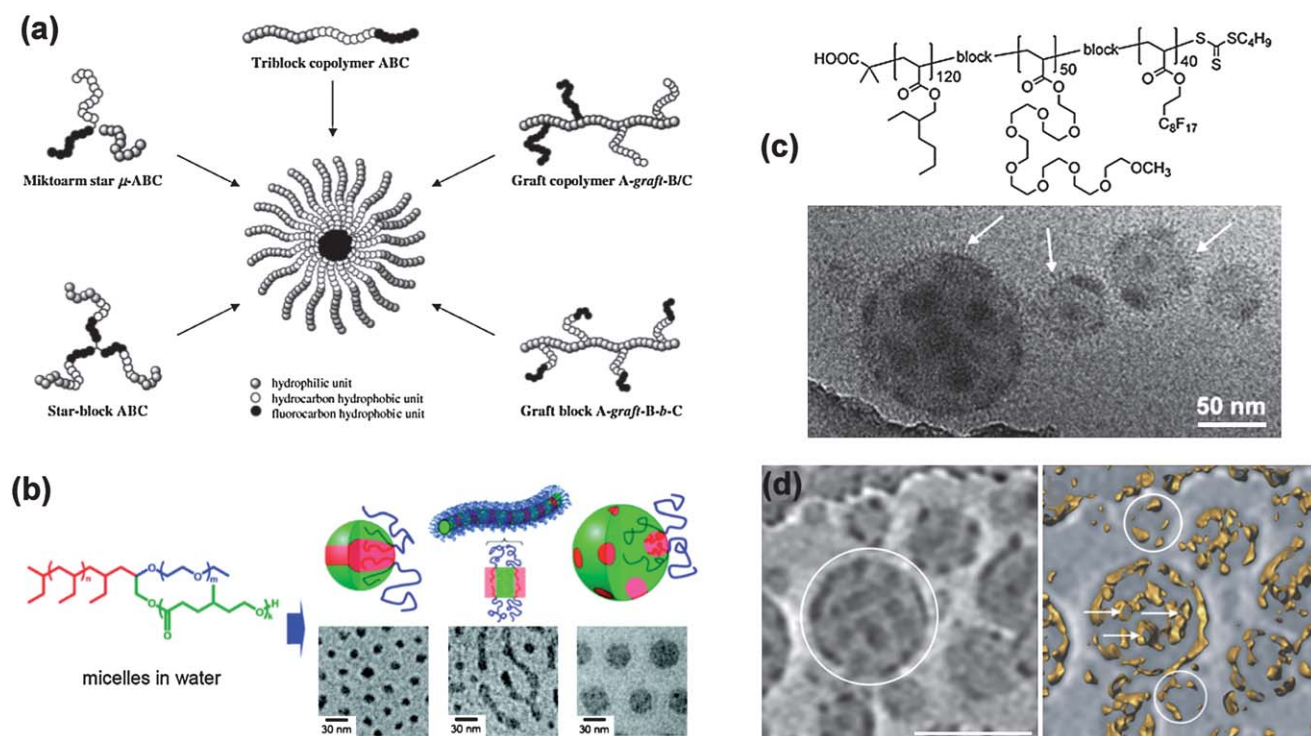 (a)
Triblock copolymer ABC
Miktoarm star μ-ABC
Graft copolymer A-graft-B/C
Star-block ABC
Graft block A-graft-B-b-C
hydrophilic unit
hydrocarbon hydrophobic unit
fluorocarbon hydrophobic unit
(b)
n
O
O
m
O
O
O
H
k
micelles in water
30 nm
30 nm
30 nm
(c)
HOOC
120
block
50
block
40
S
SC4H9
S
O
O
O
O
O
O
C8F17
O
O
O
O
O
O
O
O
OCH3
50 nm
(d)